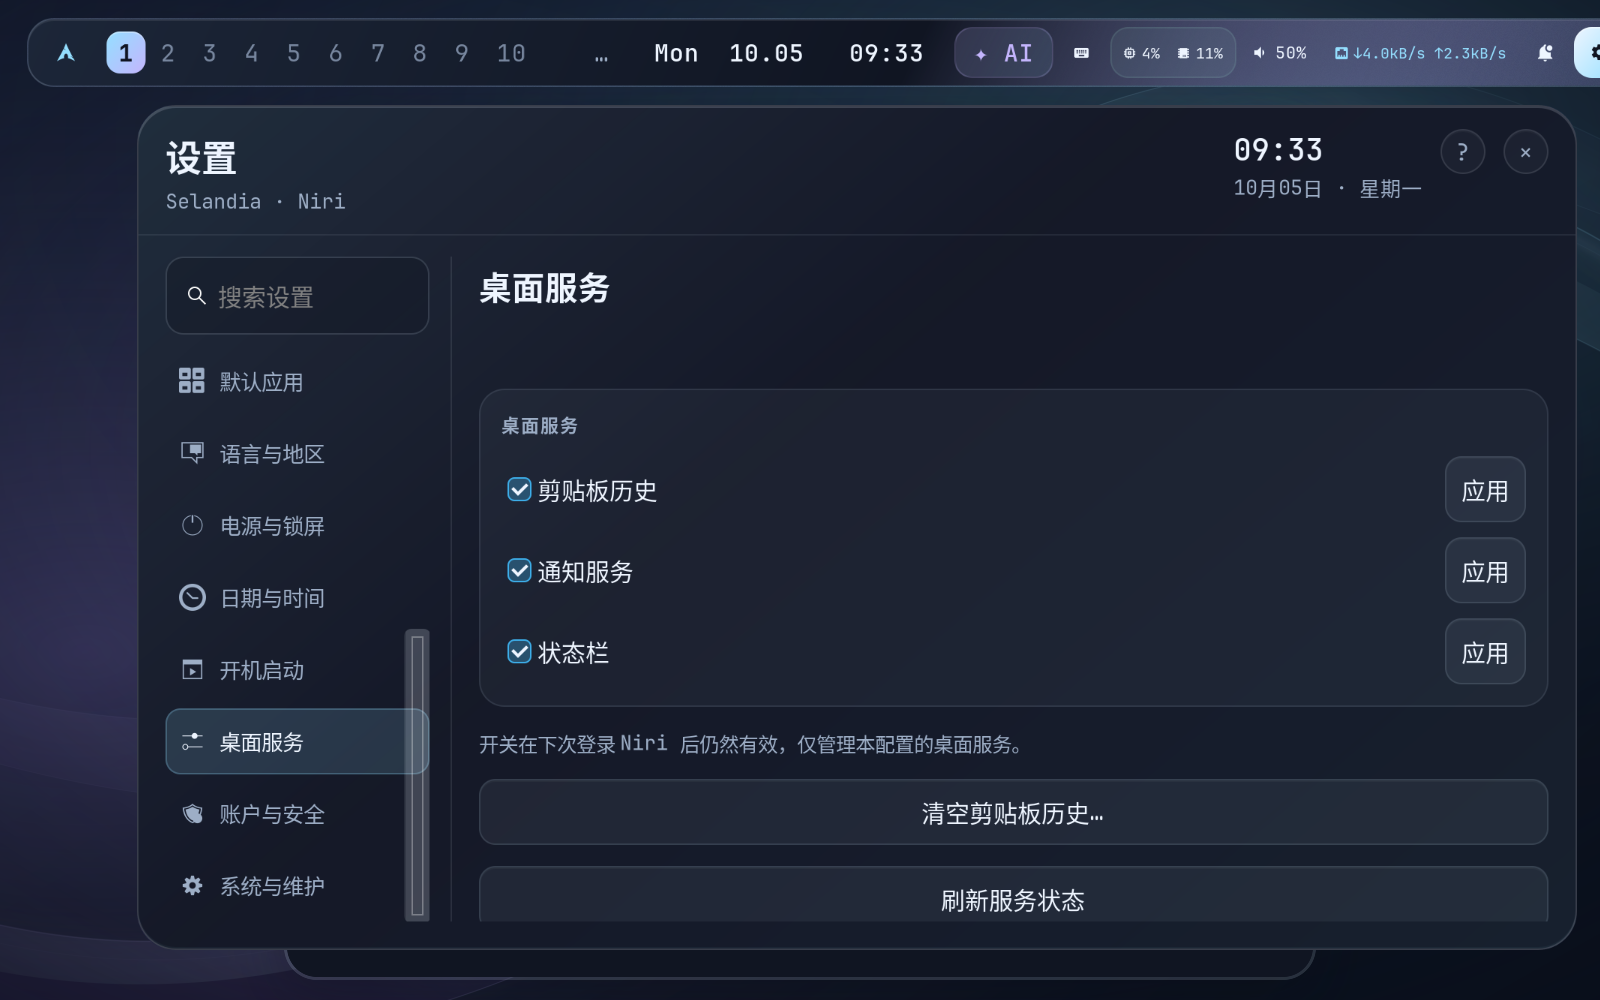 1 2 3 4 5 6 7 8 9 10 … Mon 10.05 09:33 ✦ AI 4% 11% 50% ↓4.0kB/s ↑2.3kB/s
设置
Selandia · Niri
09:33
10月05日 · 星期一
?
×
搜索设置
默认应用
语言与地区
电源与锁屏
日期与时间
开机启动
桌面服务
账户与安全
系统与维护
桌面服务
桌面服务
剪贴板历史 应用
通知服务 应用
状态栏 应用
开关在下次登录 Niri 后仍然有效，仅管理本配置的桌面服务。
清空剪贴板历史…
刷新服务状态